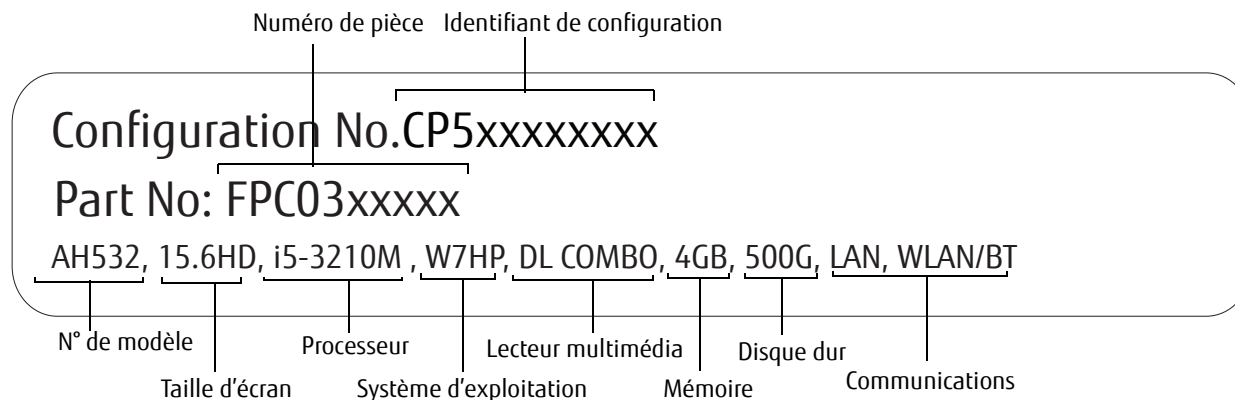 Numéro de pièce Identifiant de configuration
Configuration No.CP5xxxxxxxx
Part No: FPC03xxxxx
AH532, 15.6HD, i5-3210M , W7HP, DL COMBO, 4GB, 500G, LAN, WLAN/BT
N° de modèle Processeur Lecteur multimédia Disque dur Communications
Taille d'écran Système d'exploitation Mémoire